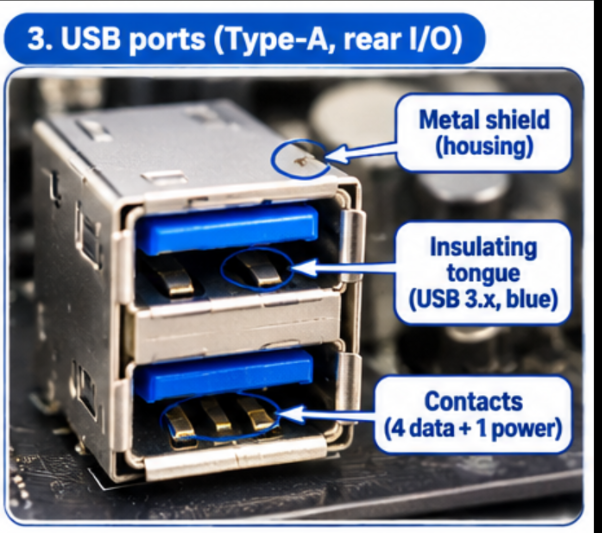 3. USB ports (Type-A, rear I/O)
Metal shield
(housing)
Insulating
tongue
(USB 3.x, blue)
Contacts
(4 data + 1 power)